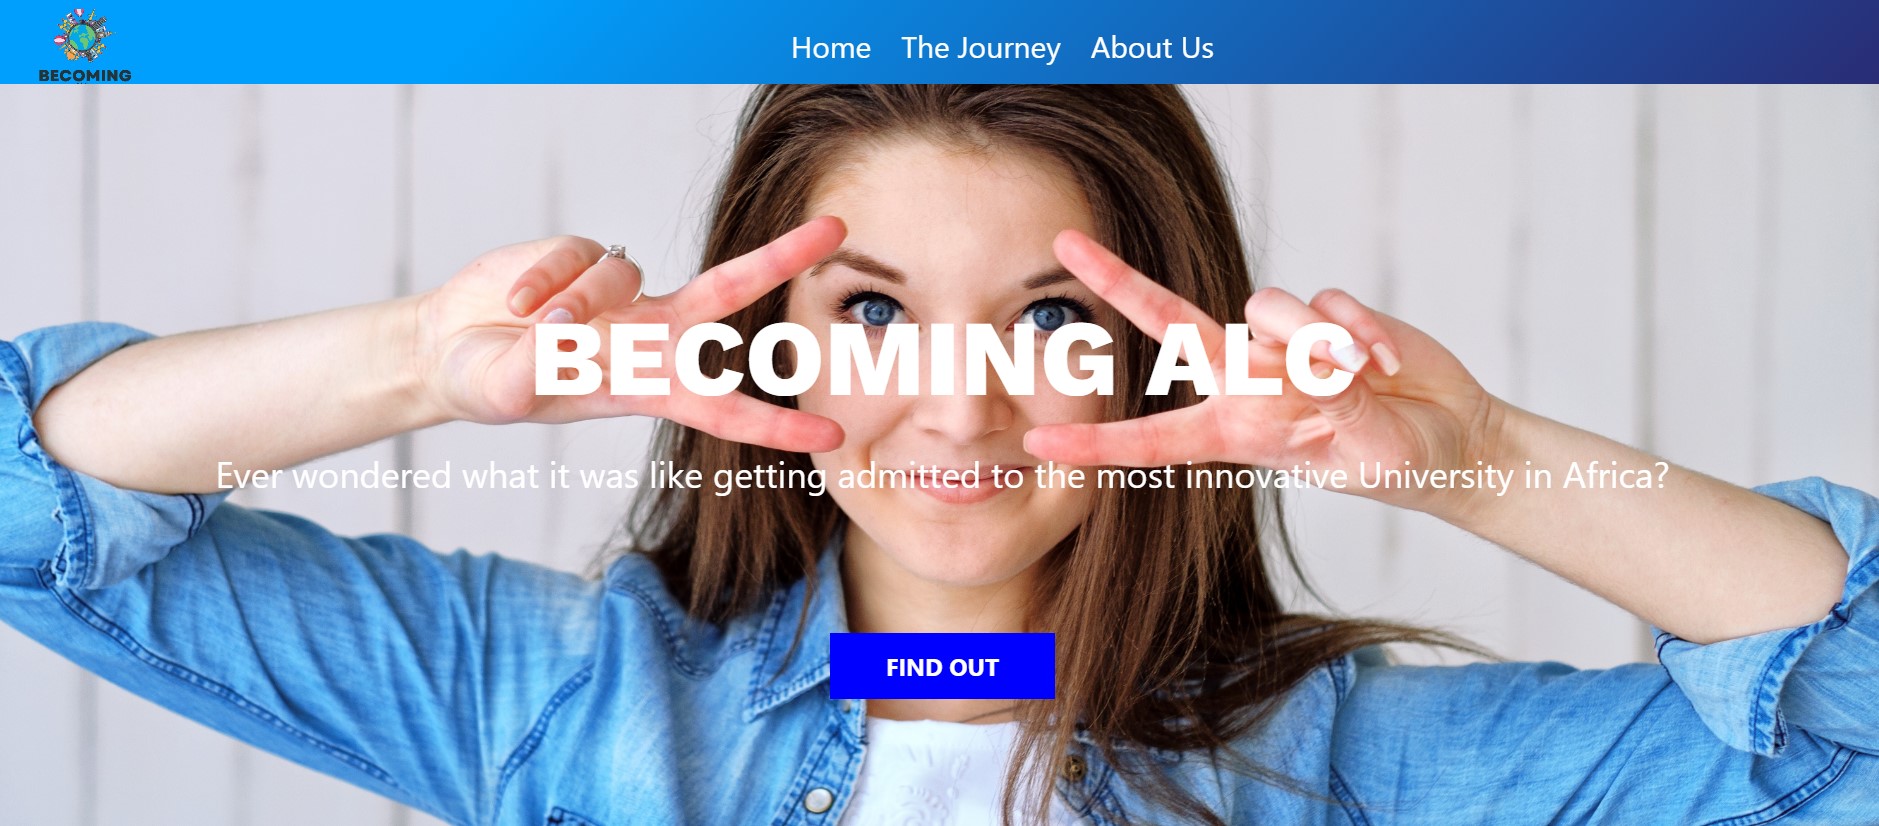 BECOMING
Home The Journey About Us
BECOMING ALC
Ever wondered what it was like getting admitted to the most innovative University in Africa?
FIND OUT